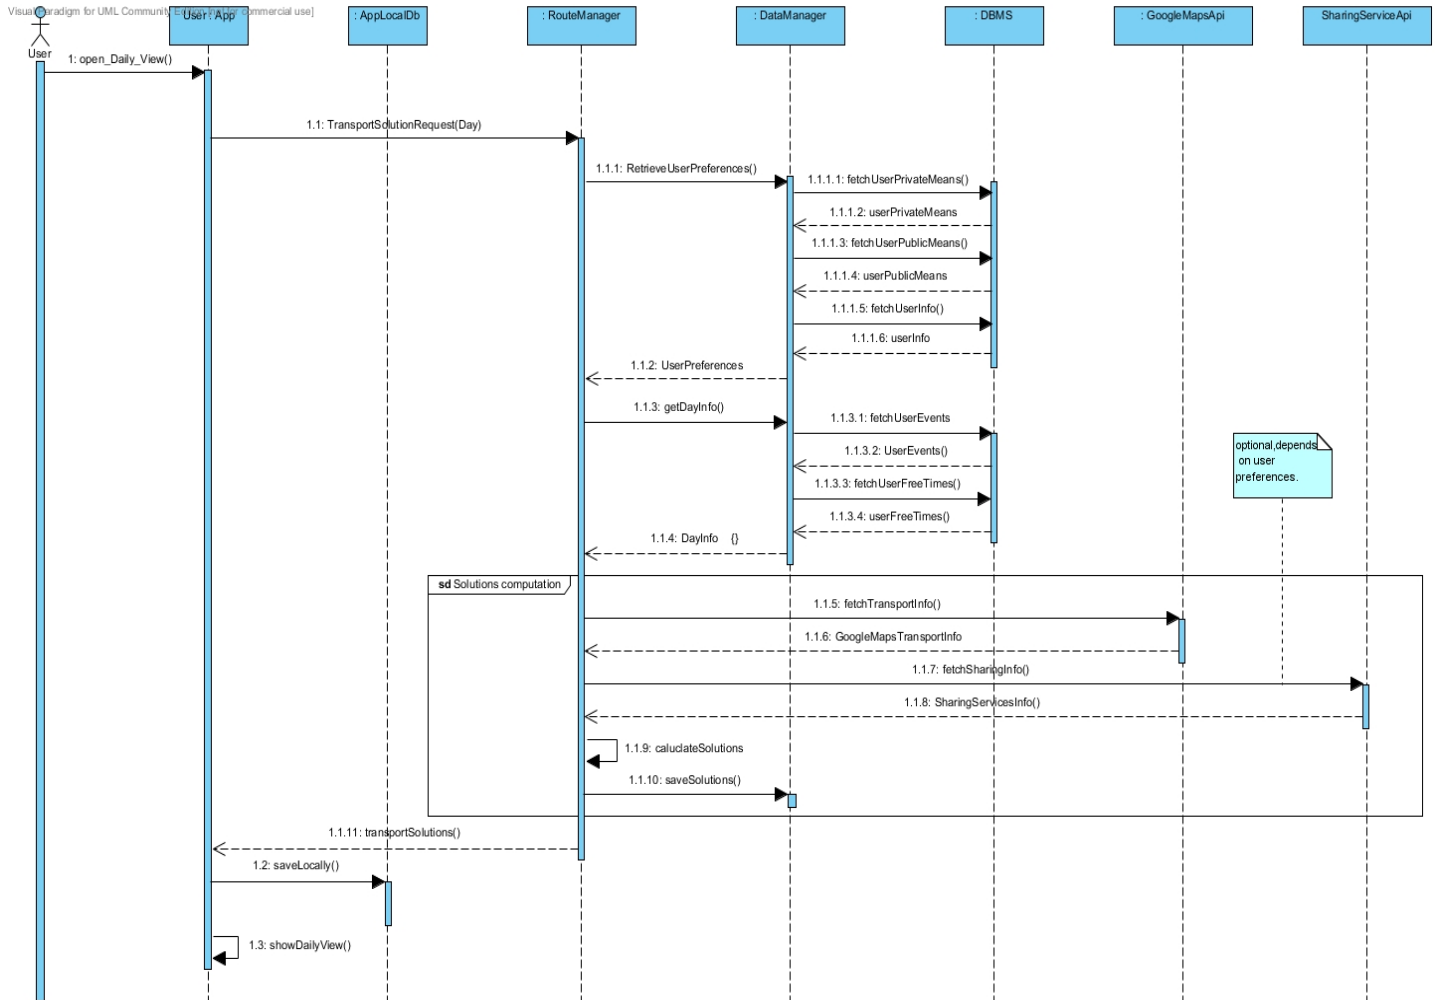 Visual Paradigm for UML Community Edition [not for commercial use]
User : App
: AppLocalDb
: RouteManager
: DataManager
: DBMS
: GoogleMapsApi
SharingServiceApi
User
1: open_Daily_View()
1.1: TransportSolutionRequest(Day)
1.1.1: RetrieveUserPreferences()
1.1.1.1: fetchUserPrivateMeans()
1.1.1.2: userPrivateMeans
1.1.1.3: fetchUserPublicMeans()
1.1.1.4: userPublicMeans
1.1.1.5: fetchUserInfo()
1.1.1.6: userInfo
1.1.2: UserPreferences
1.1.3: getDayInfo()
1.1.3.1: fetchUserEvents
1.1.3.2: UserEvents()
1.1.3.3: fetchUserFreeTimes()
1.1.3.4: userFreeTimes()
1.1.4: DayInfo {}
optional,depends
on user
preferences.
sd Solutions computation
1.1.5: fetchTransportInfo()
1.1.6: GoogleMapsTransportInfo
1.1.7: fetchSharingInfo()
1.1.8: SharingServicesInfo()
1.1.9: caluclateSolutions
1.1.10: saveSolutions()
1.1.11: transportSolutions()
1.2: saveLocally()
1.3: showDailyView()